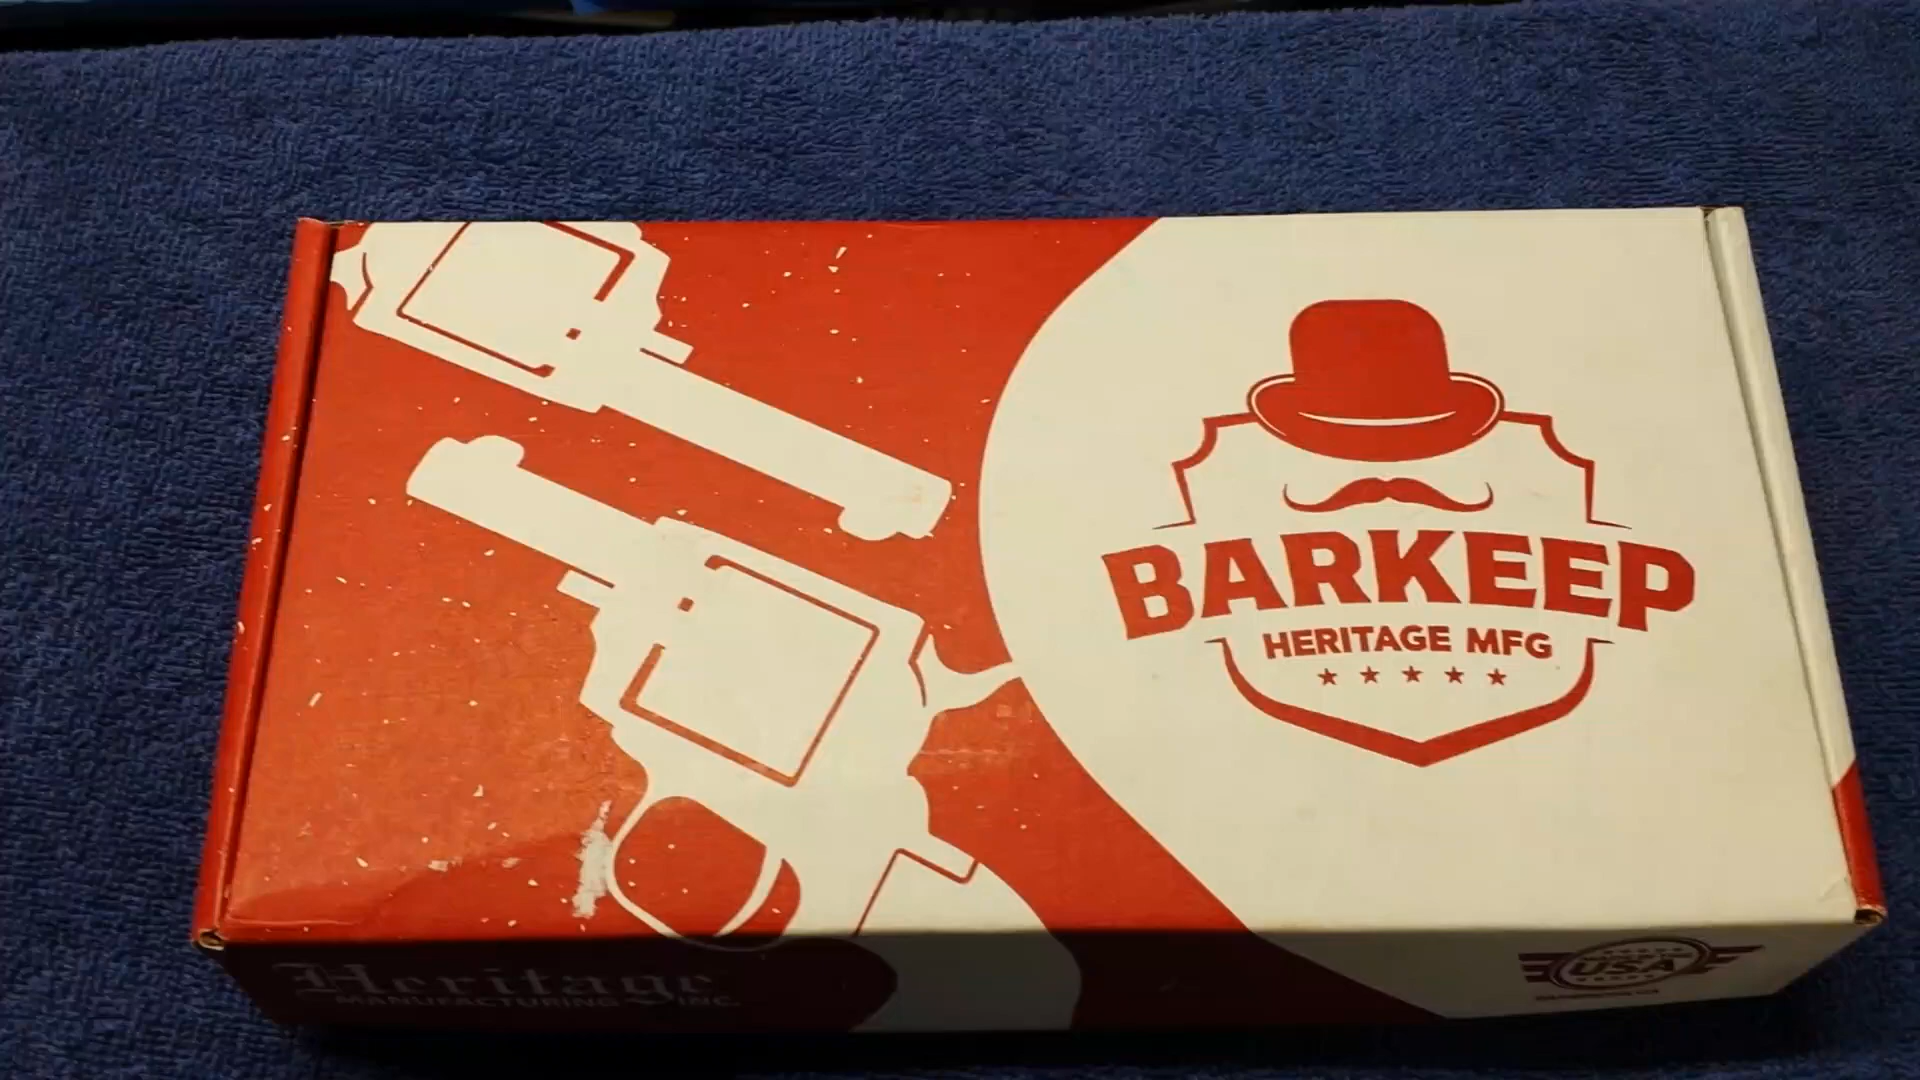 BARKEEP
HERITAGE MFG
Heritage
MANUFACTURING INC.
USA